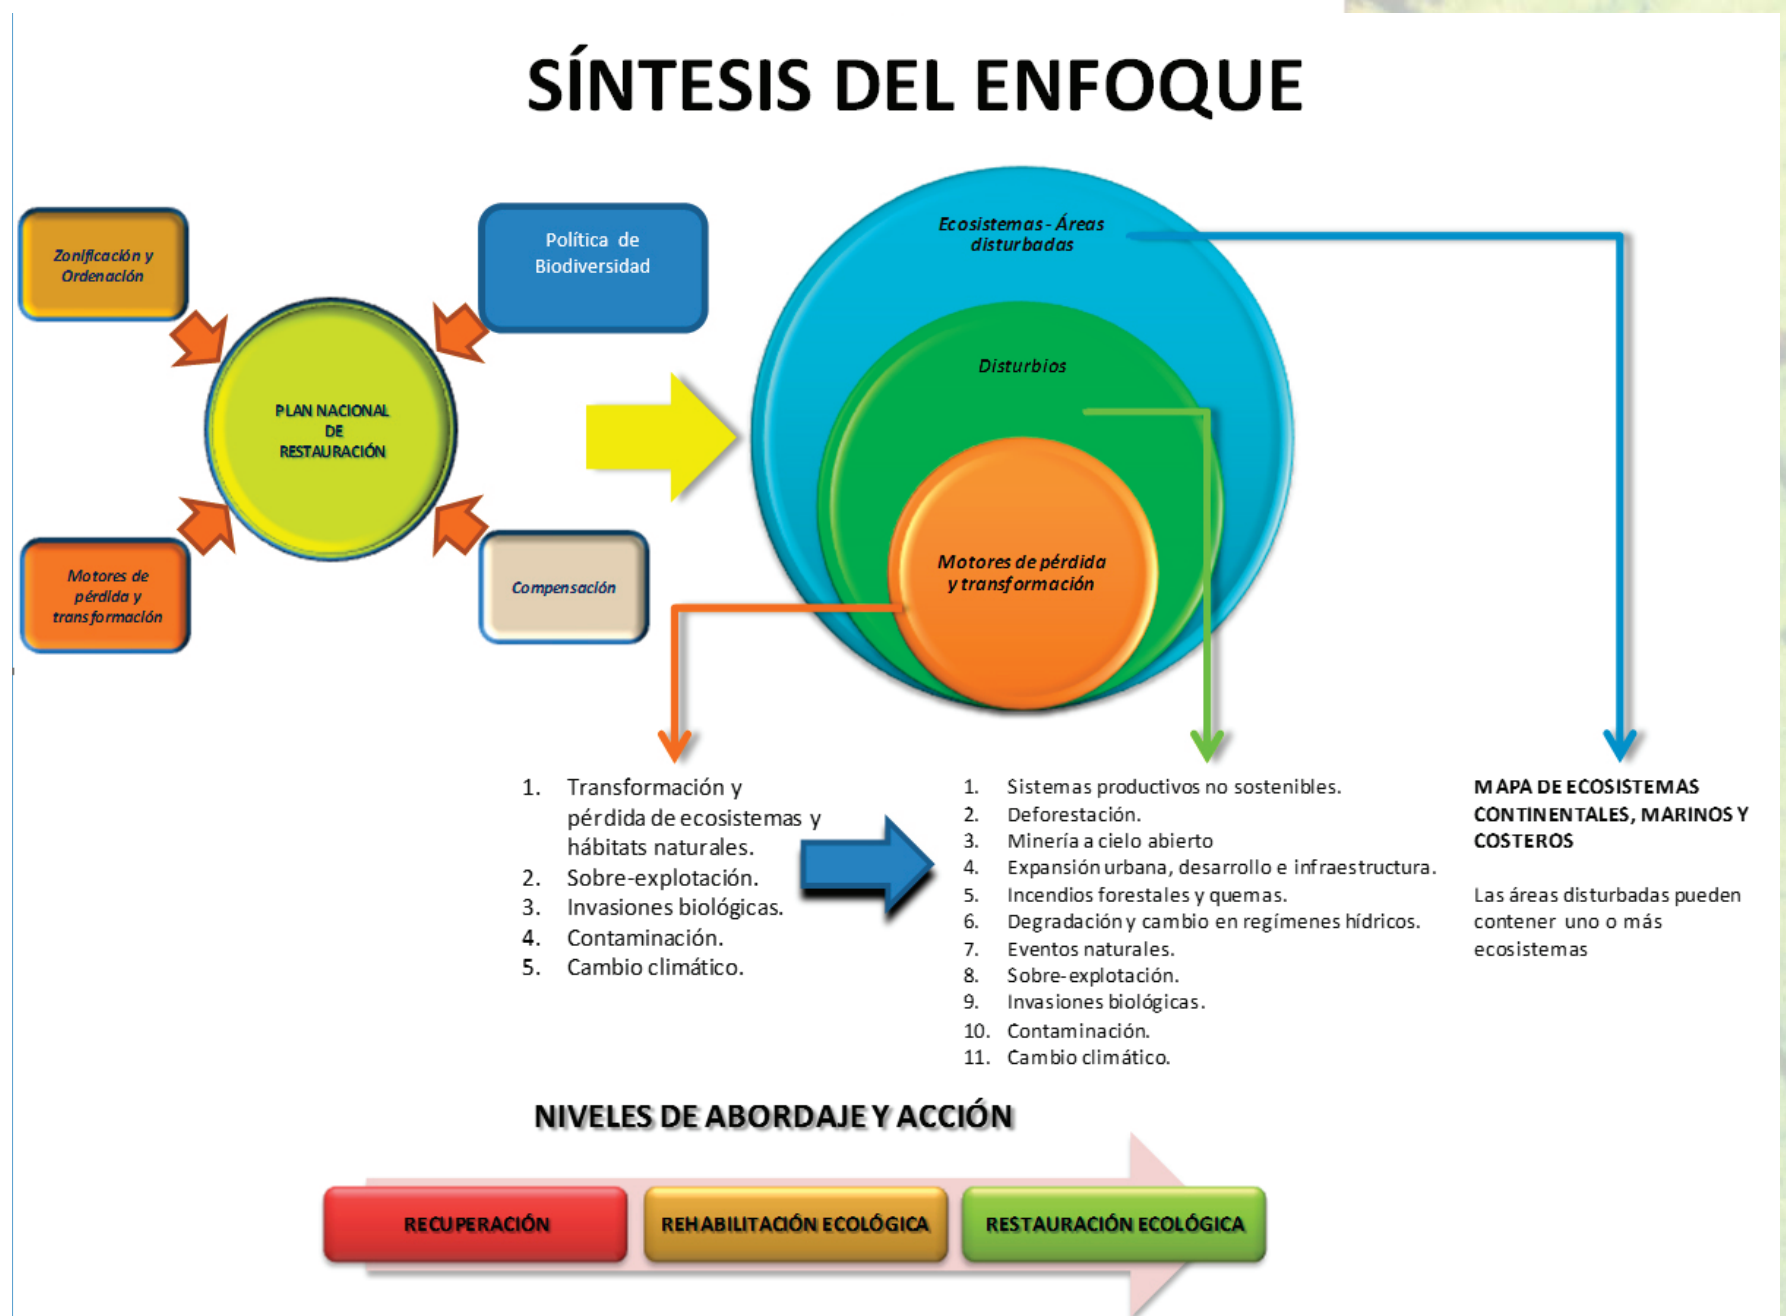 SÍNTESIS DEL ENFOQUE
Zonificación y
Ordenación
Política de
Biodiversidad
PLAN NACIONAL
DE
RESTAURACIÓN
Motores de
pérdida y
transformación
Compensación
Ecosistemas - Áreas
disturbadas
Disturbios
Motores de pérdida
y transformación
1. Transformación y
pérdida de ecosistemas y
hábitats naturales.
2. Sobre-explotación.
3. Invasiones biológicas.
4. Contaminación.
5. Cambio climático.
1. Sistemas productivos no sostenibles.
2. Deforestación.
3. Minería a cielo abierto
4. Expansión urbana, desarrollo e infraestructura.
5. Incendios forestales y quemas.
6. Degradación y cambio en regímenes hídricos.
7. Eventos naturales.
8. Sobre-explotación.
9. Invasiones biológicas.
10. Contaminación.
11. Cambio climático.
MAPA DE ECOSISTEMAS
CONTINENTALES, MARINOS Y
COSTEROS
Las áreas disturbadas pueden
contener uno o más
ecosistemas
NIVELES DE ABORDAJE Y ACCIÓN
RECUPERACIÓN
REHABILITACIÓN ECOLÓGICA
RESTAURACIÓN ECOLÓGICA